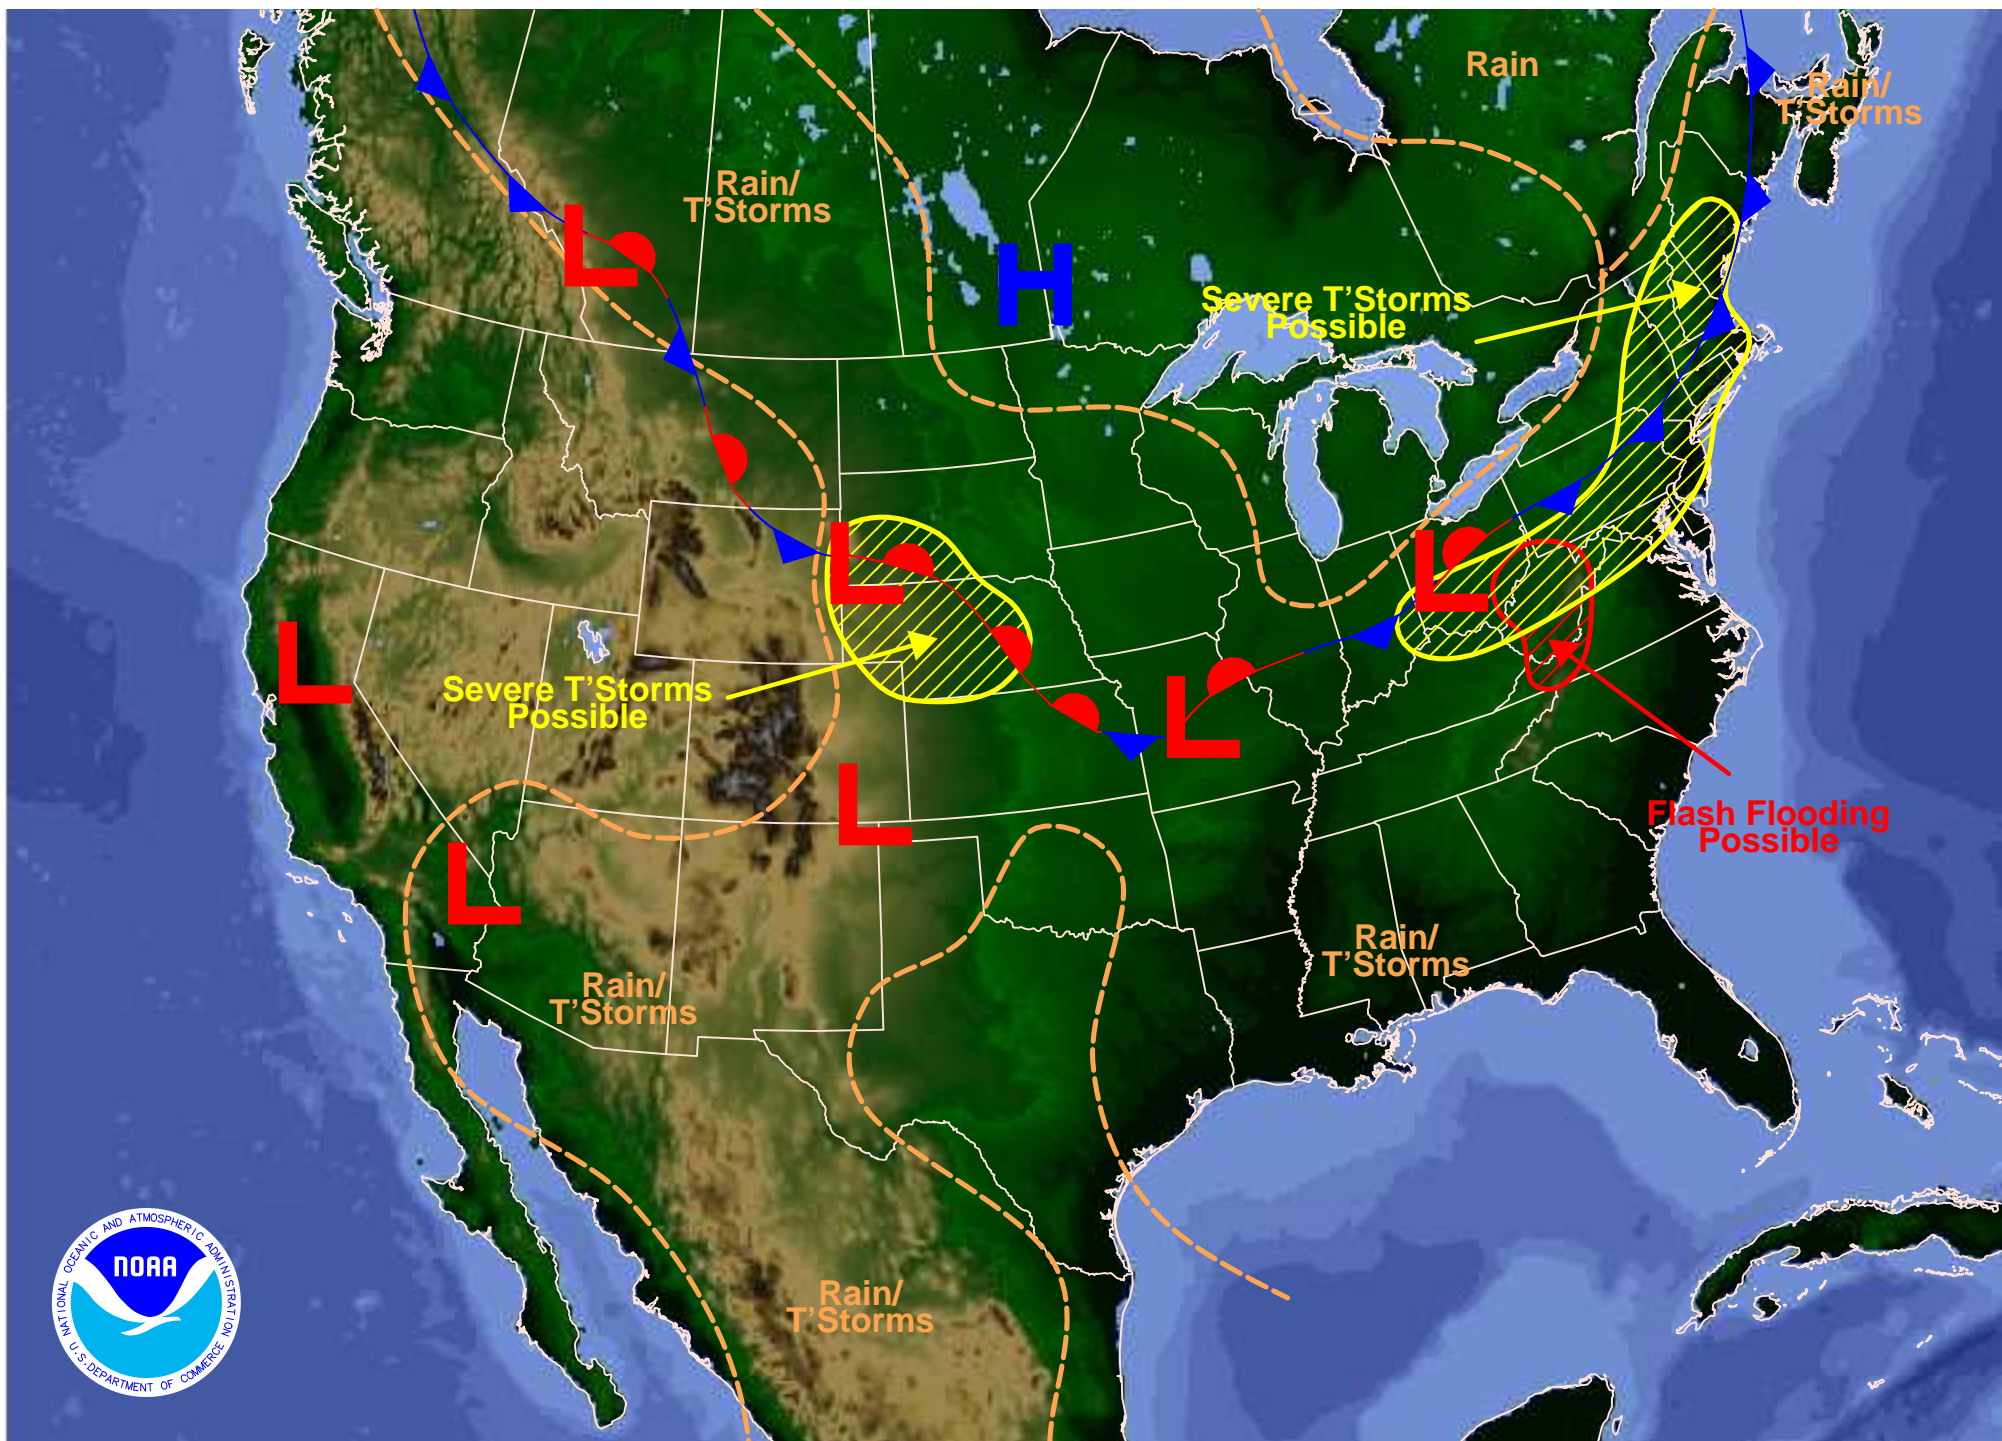 Rain
Rain/
T'Storms
Rain/
T'Storms
H
L
Severe T'Storms
Possible
L
L
L
Severe T'Storms
Possible
L
L
Flash Flooding
Possible
L
Rain/
T'Storms
Rain/
T'Storms
Rain/
T'Storms
NATIONAL OCEANIC AND ATMOSPHERIC ADMINISTRATION
NOAA
U.S. DEPARTMENT OF COMMERCE